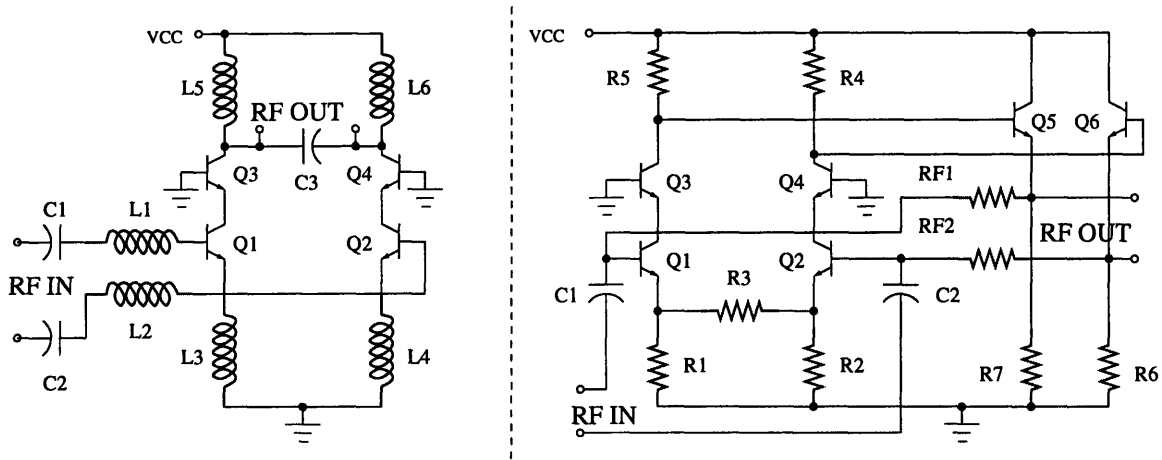 VCC
L5
L6
RF OUT
Q3
C3
Q4
C1
L1
Q1
Q2
RF IN
L2
C2
L3
L4
VCC
R5
R4
Q5
Q6
Q3
Q4
RF1
RF2
RF OUT
Q1
Q2
R3
C1
C2
R1
R2
R7
R6
RF IN